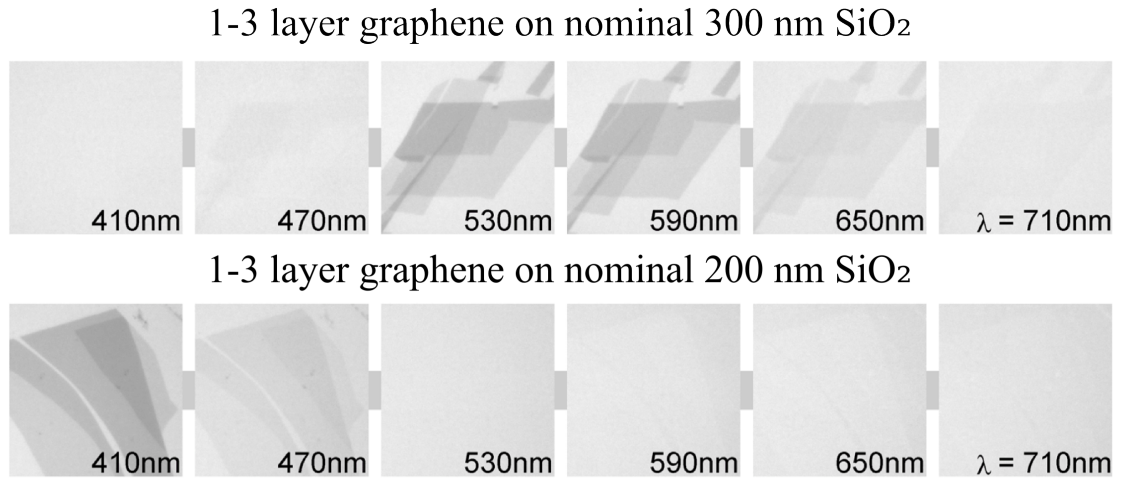 1-3 layer graphene on nominal 300 nm SiO₂
410nm 470nm 530nm 590nm 650nm λ = 710nm
1-3 layer graphene on nominal 200 nm SiO₂
410nm 470nm 530nm 590nm 650nm λ = 710nm